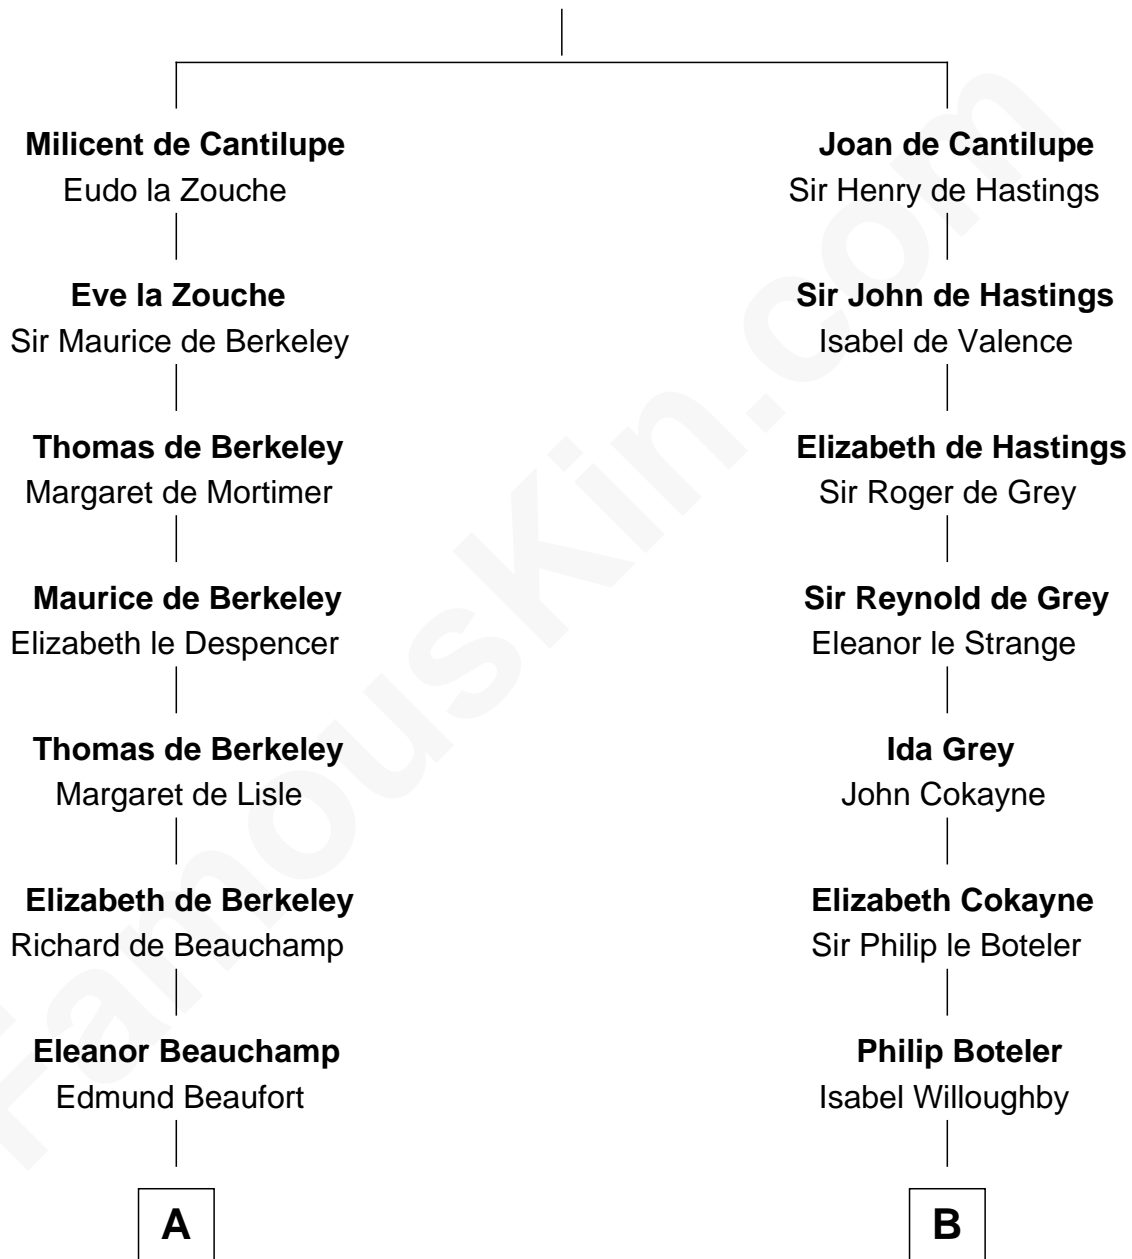 Milicent de Cantilupe
Eudo la Zouche
Eve la Zouche
Sir Maurice de Berkeley
Thomas de Berkeley
Margaret de Mortimer
Maurice de Berkeley
Elizabeth le Despencer
Thomas de Berkeley
Margaret de Lisle
Elizabeth de Berkeley
Richard de Beauchamp
Eleanor Beauchamp
Edmund Beaufort
A
Joan de Cantilupe
Sir Henry de Hastings
Sir John de Hastings
Isabel de Valence
Elizabeth de Hastings
Sir Roger de Grey
Sir Reynold de Grey
Eleanor le Strange
Ida Grey
John Cokayne
Elizabeth Cokayne
Sir Philip le Boteler
Philip Boteler
Isabel Willoughby
B
FamousKin.com